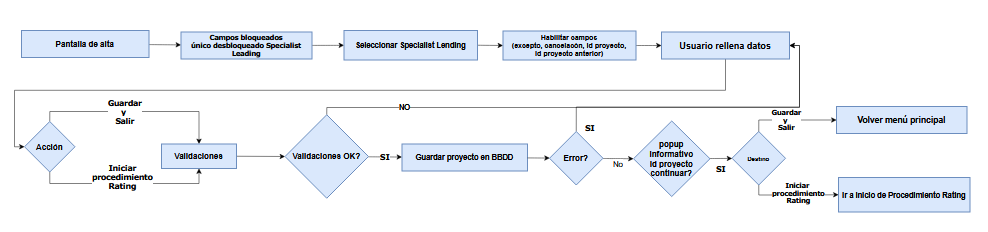 Pantalla de alta
Campos bloqueados
único desbloqueado Specialist
Leading
Seleccionar Specialist Lending
Habilitar campos
(excepto, cancelacón, id proyecto,
id proyecto anterior)
Usuario rellena datos
Acción
Guardar
y
Salir
Iniciar
procedimiento
Rating
Validaciones
NO
Validaciones OK?
SI
Guardar proyecto en BBDD
SI
Error?
No
popup
informativo
id proyecto
continuar?
SI
Destino
Guardar
y
Salir
Volver menú principal
Iniciar
procedimiento
Rating
Ir a inicio de Procedimiento Rating